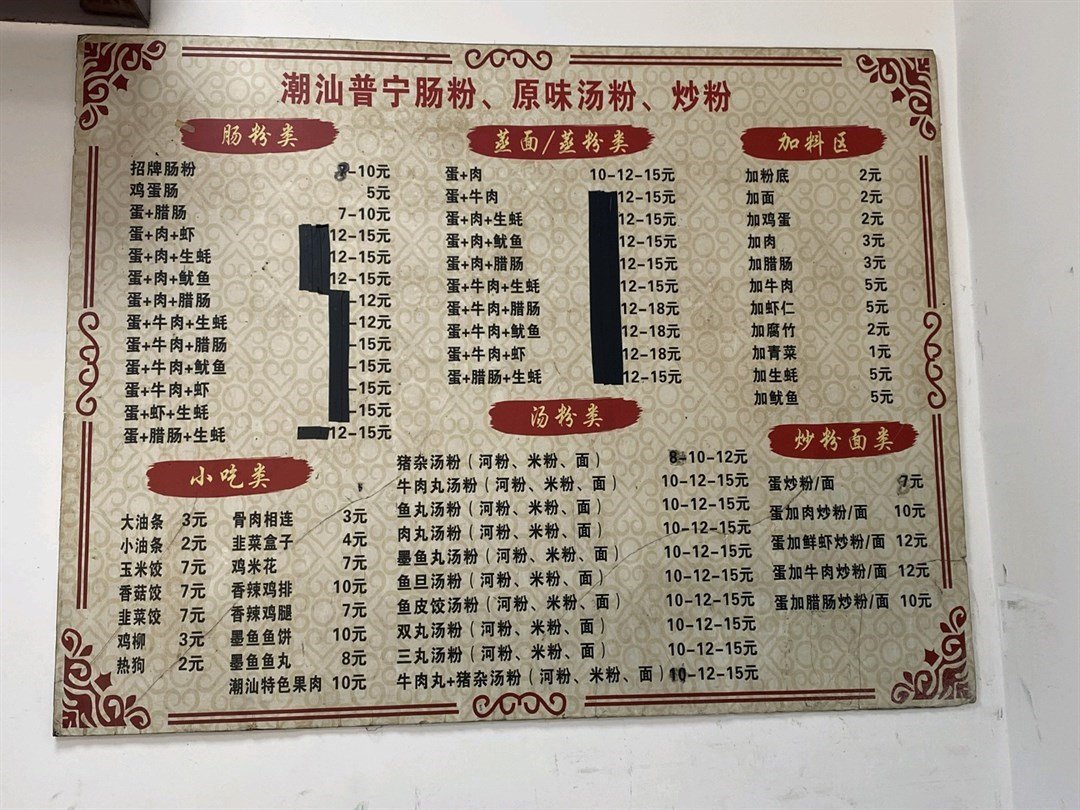 潮汕普宁肠粉、原味汤粉、炒粉
肠粉类
招牌肠粉 8-10元
鸡蛋肠 5元
蛋+腊肠 7-10元
蛋+肉+虾 12-15元
蛋+肉+生蚝 12-15元
蛋+肉+鱿鱼 12-15元
蛋+肉+腊肠 -12元
蛋+牛肉+生蚝 -12元
蛋+牛肉+腊肠 -15元
蛋+牛肉+鱿鱼 -15元
蛋+牛肉+虾 -15元
蛋+虾+生蚝 -15元
蛋+腊肠+生蚝 12-15元
蒸面/蒸粉类
蛋+肉 10-12-15元
蛋+牛肉 12-15元
蛋+肉+生蚝 12-15元
蛋+肉+鱿鱼 12-15元
蛋+肉+腊肠 12-15元
蛋+牛肉+生蚝 12-15元
蛋+牛肉+腊肠 12-18元
蛋+牛肉+鱿鱼 12-18元
蛋+牛肉+虾 12-18元
蛋+腊肠+生蚝 12-15元
加料区
加粉底 2元
加面 2元
加鸡蛋 2元
加肉 3元
加腊肠 3元
加牛肉 5元
加虾仁 5元
加腐竹 2元
加青菜 1元
加生蚝 5元
加鱿鱼 5元
小吃类
大油条 3元 骨肉相连 3元
小油条 2元 韭菜盒子 4元
玉米饺 7元 鸡米花 7元
香菇饺 7元 香辣鸡排 10元
韭菜饺 7元 香辣鸡腿 7元
鸡柳 3元 墨鱼鱼饼 10元
热狗 2元 墨鱼鱼丸 8元
潮汕特色果肉 10元
汤粉类
猪杂汤粉（河粉、米粉、面） 8-10-12元
牛肉丸汤粉（河粉、米粉、面） 10-12-15元
鱼丸汤粉（河粉、米粉、面） 10-12-15元
肉丸汤粉（河粉、米粉、面） 10-12-15元
墨鱼丸汤粉（河粉、米粉、面） 10-12-15元
鱼旦汤粉（河粉、米粉、面） 10-12-15元
鱼皮饺汤粉（河粉、米粉、面） 10-12-15元
双丸汤粉（河粉、米粉、面） 10-12-15元
三丸汤粉（河粉、米粉、面） 10-12-15元
牛肉丸+猪杂汤粉（河粉、米粉、面） 10-12-15元
炒粉面类
蛋炒粉/面 元
蛋加肉炒粉/面 10元
蛋加鲜虾炒粉/面 12元
蛋加牛肉炒粉/面 12元
蛋加腊肠炒粉/面 10元